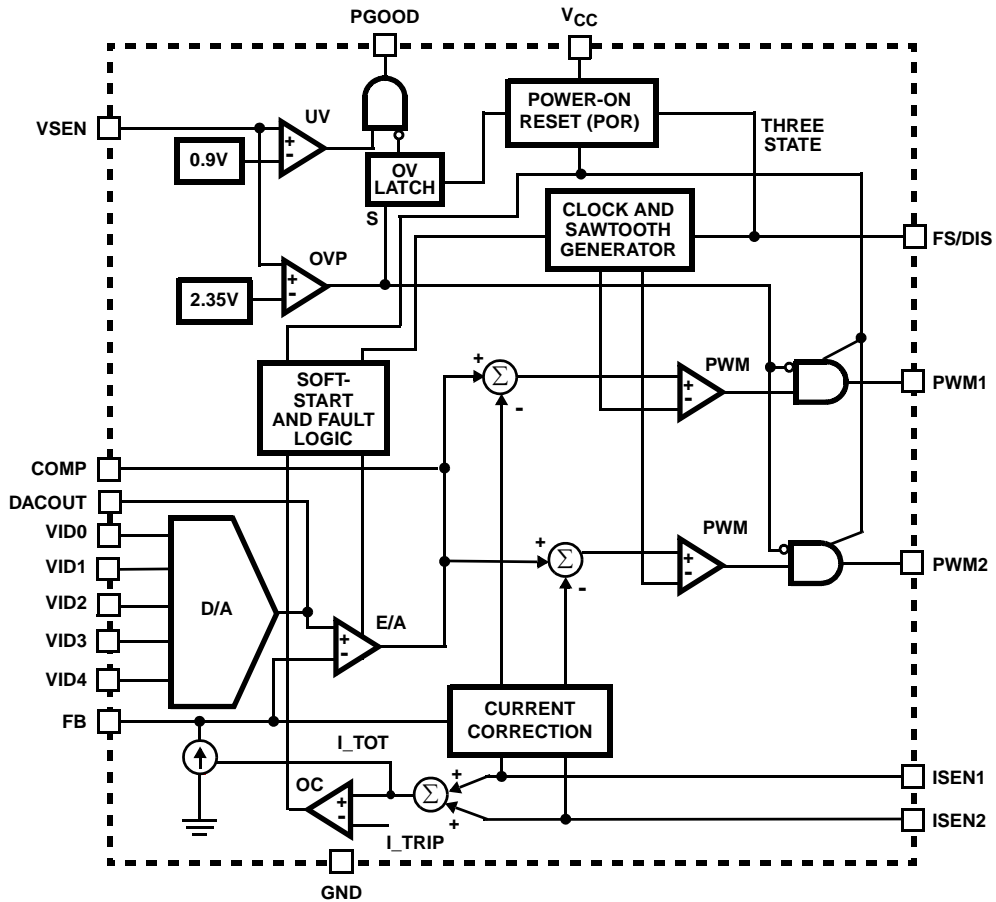 PGOOD
VCC
VSEN
UV
+
-
0.9V
OV
LATCH
S
POWER-ON
RESET (POR)
THREE
STATE
CLOCK AND
SAWTOOTH
GENERATOR
FS/DIS
OVP
+
-
2.35V
SOFT-
START
AND FAULT
LOGIC
+
Σ
-
PWM
+
-
PWM1
COMP
DACOUT
VID0
VID1
VID2
VID3
VID4
D/A
E/A
+
-
+
Σ
-
PWM
+
-
PWM2
FB
CURRENT
CORRECTION
I_TOT
OC
+
-
Σ
+
+
I_TRIP
ISEN1
ISEN2
GND